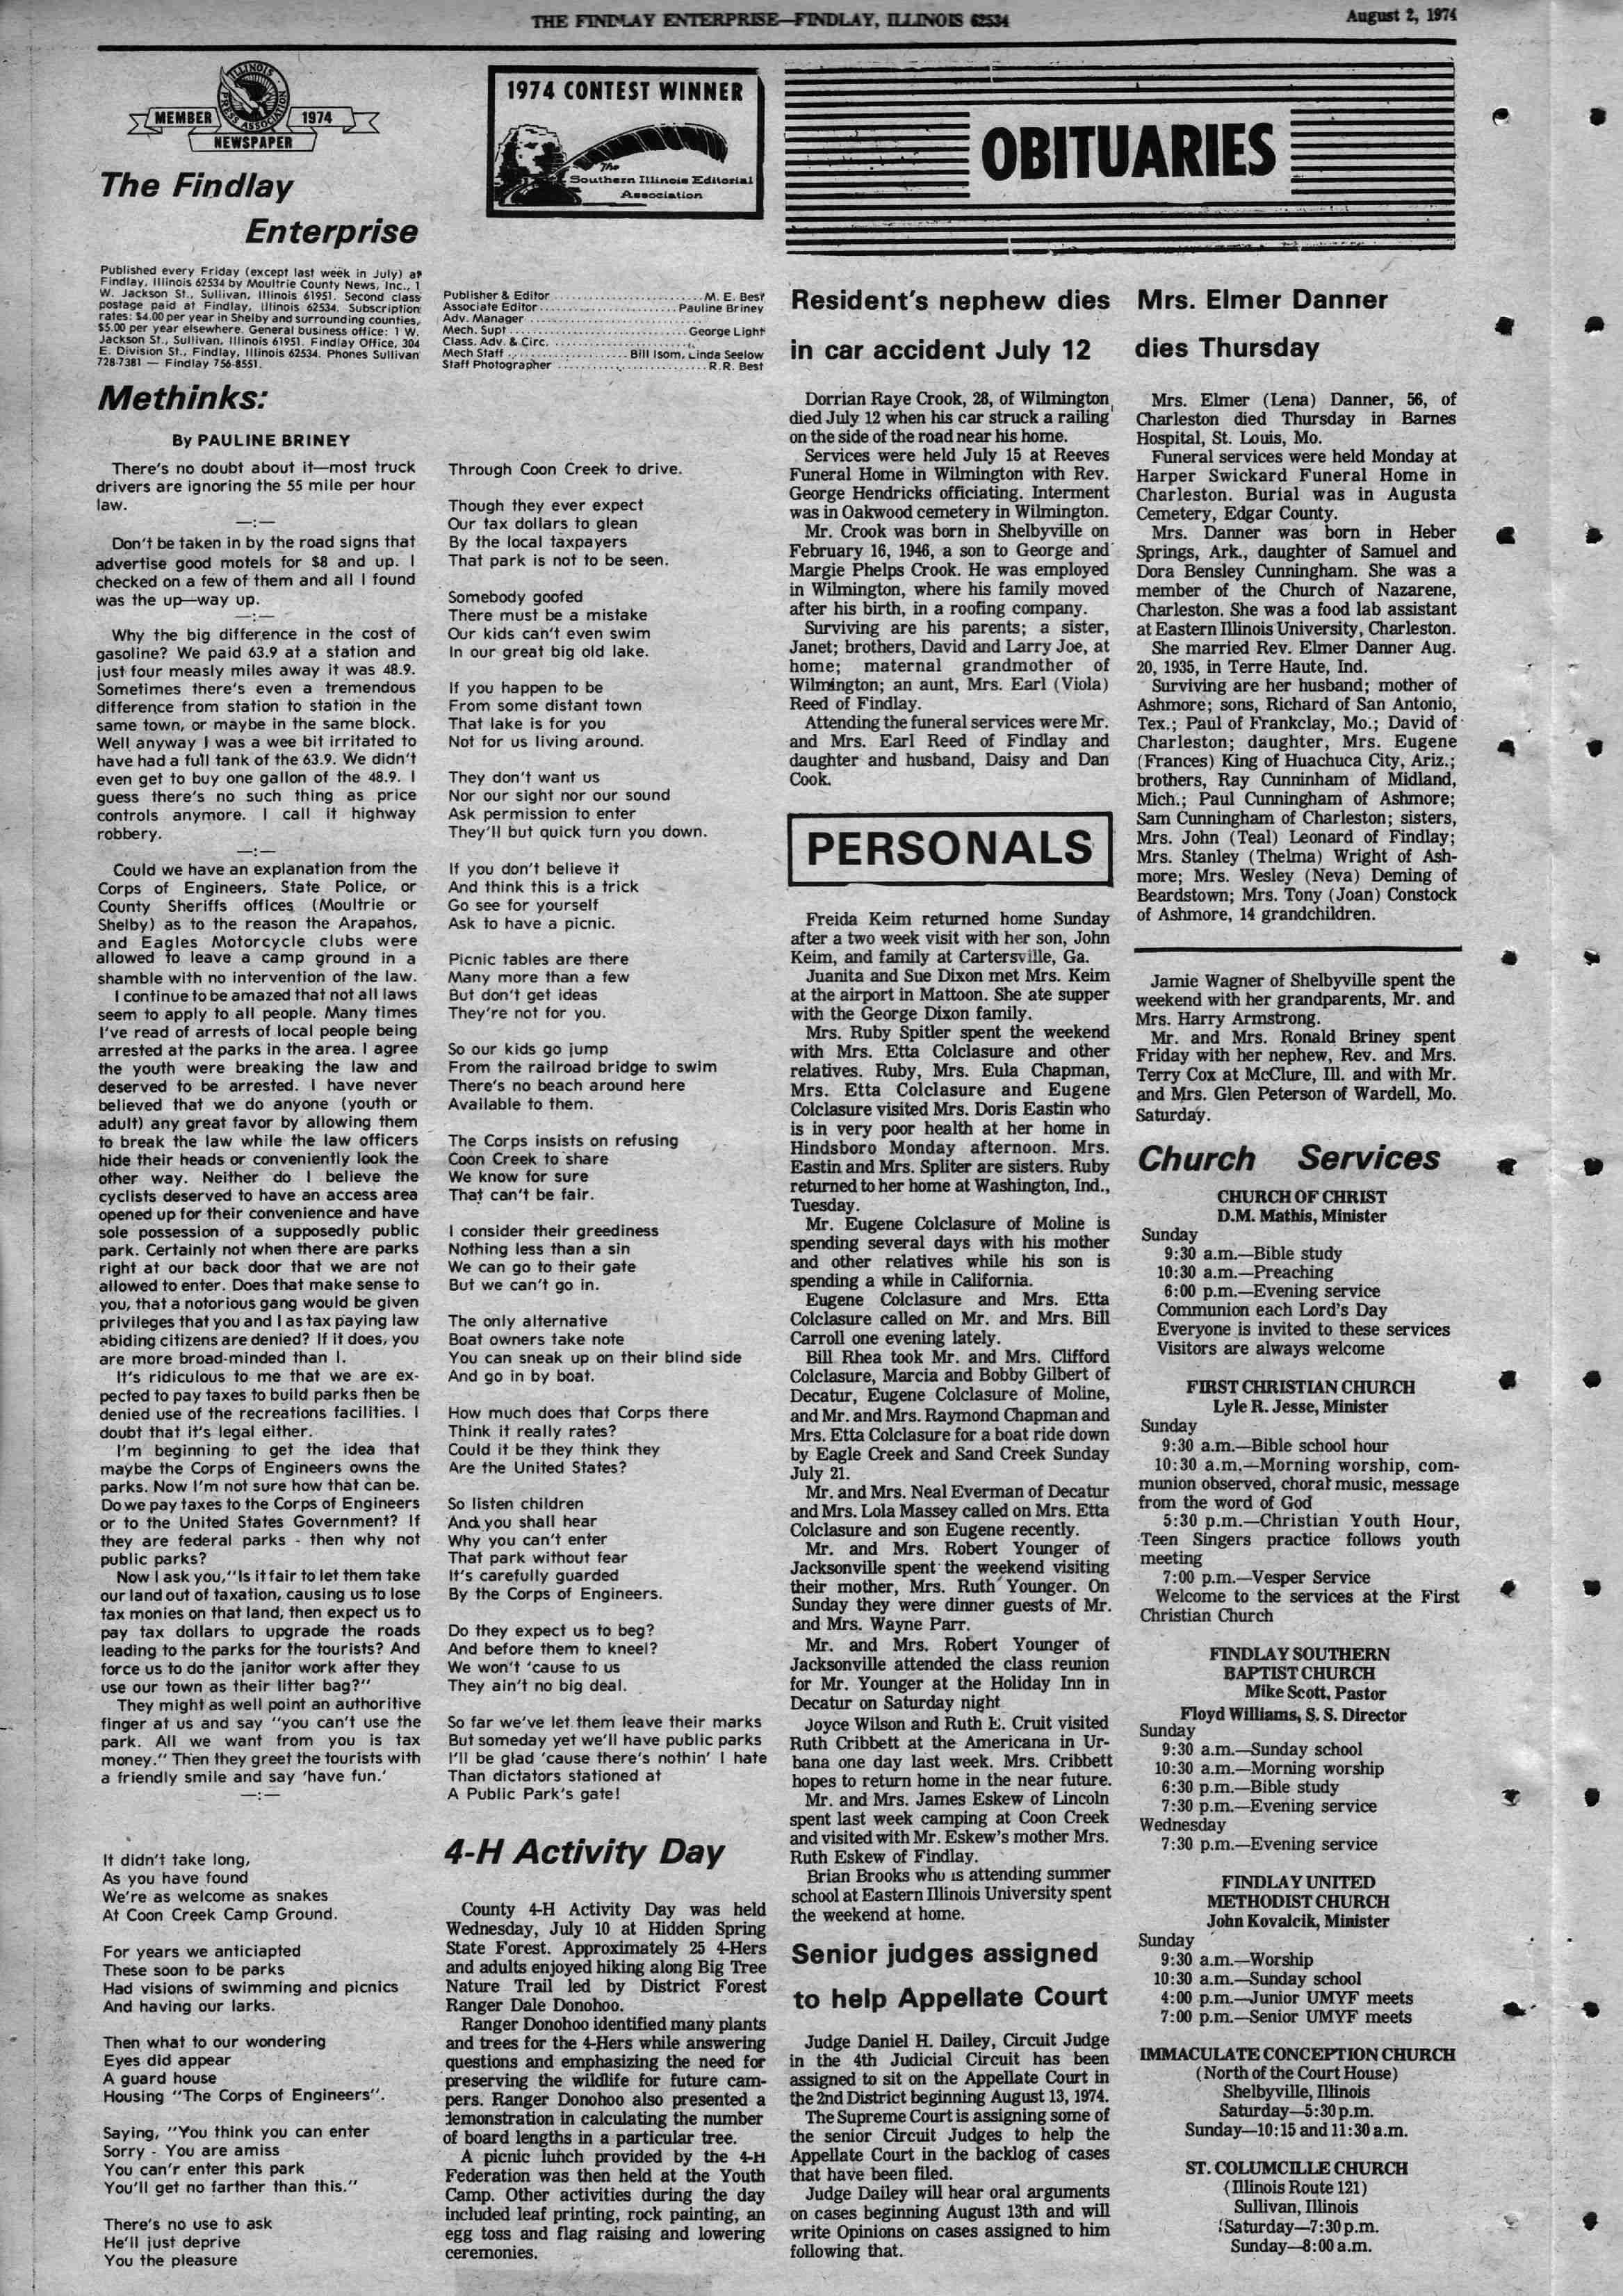 THE FINDLAY ENTERPRISE—FINDLAY, ILLINOIS 62534
August 2, 1974
ILLINOIS
PRESS ASSOCIATION
MEMBER
1974
NEWSPAPER
The Findlay
Enterprise
1974 CONTEST WINNER
The
Southern Illinois Editorial
Association
Published every Friday (except last week in July) at
Findlay, Illinois 62534 by Moultrie County News, Inc., 1
W. Jackson St., Sullivan, Illinois 61951. Second class
postage paid at Findlay, Illinois 62534. Subscription
rates: $4.00 per year in Shelby and surrounding counties,
$5.00 per year elsewhere. General business office: 1 W.
Jackson St., Sullivan, Illinois 61951. Findlay Office, 304
E. Division St., Findlay, Illinois 62534. Phones Sullivan
728-7381 — Findlay 756-8551.
Publisher & Editor ........ M. E. Best
Associate Editor ........ Pauline Briney
Adv. Manager ........
Mech. Supt ........ George Light
Class. Adv. & Circ. ........
Mech Staff ........ Bill Isom, Linda Seelow
Staff Photographer ........ R.R. Best
Methinks:
By PAULINE BRINEY
There's no doubt about it—most truck
drivers are ignoring the 55 mile per hour
law.
—:—
Don't be taken in by the road signs that
advertise good motels for $8 and up. I
checked on a few of them and all I found
was the up—way up.
—:—
Why the big difference in the cost of
gasoline? We paid 63.9 at a station and
just four measly miles away it was 48.9.
Sometimes there's even a tremendous
difference from station to station in the
same town, or maybe in the same block.
Well anyway I was a wee bit irritated to
have had a full tank of the 63.9. We didn't
even get to buy one gallon of the 48.9. I
guess there's no such thing as price
controls anymore. I call it highway
robbery.
—:—
Could we have an explanation from the
Corps of Engineers, State Police, or
County Sheriffs offices (Moultrie or
Shelby) as to the reason the Arapahos,
and Eagles Motorcycle clubs were
allowed to leave a camp ground in a
shamble with no intervention of the law.
I continue to be amazed that not all laws
seem to apply to all people. Many times
I've read of arrests of local people being
arrested at the parks in the area. I agree
the youth were breaking the law and
deserved to be arrested. I have never
believed that we do anyone (youth or
adult) any great favor by allowing them
to break the law while the law officers
hide their heads or conveniently look the
other way. Neither do I believe the
cyclists deserved to have an access area
opened up for their convenience and have
sole possession of a supposedly public
park. Certainly not when there are parks
right at our back door that we are not
allowed to enter. Does that make sense to
you, that a notorious gang would be given
privileges that you and I as tax paying law
abiding citizens are denied? If it does, you
are more broad-minded than I.
It's ridiculous to me that we are ex-
pected to pay taxes to build parks then be
denied use of the recreations facilities. I
doubt that it's legal either.
I'm beginning to get the idea that
maybe the Corps of Engineers owns the
parks. Now I'm not sure how that can be.
Do we pay taxes to the Corps of Engineers
or to the United States Government? If
they are federal parks - then why not
public parks?
Now I ask you, "Is it fair to let them take
our land out of taxation, causing us to lose
tax monies on that land, then expect us to
pay tax dollars to upgrade the roads
leading to the parks for the tourists? And
force us to do the janitor work after they
use our town as their litter bag?"
They might as well point an authoritive
finger at us and say "you can't use the
park. All we want from you is tax
money." Then they greet the tourists with
a friendly smile and say 'have fun.'
—:—
It didn't take long,
As you have found
We're as welcome as snakes
At Coon Creek Camp Ground.
For years we anticiapted
These soon to be parks
Had visions of swimming and picnics
And having our larks.
Then what to our wondering
Eyes did appear
A guard house
Housing "The Corps of Engineers".
Saying, "You think you can enter
Sorry - You are amiss
You can'r enter this park
You'll get no farther than this."
There's no use to ask
He'll just deprive
You the pleasure
Through Coon Creek to drive.
Though they ever expect
Our tax dollars to glean
By the local taxpayers
That park is not to be seen.
Somebody goofed
There must be a mistake
Our kids can't even swim
In our great big old lake.
If you happen to be
From some distant town
That lake is for you
Not for us living around.
They don't want us
Nor our sight nor our sound
Ask permission to enter
They'll but quick turn you down.
If you don't believe it
And think this is a trick
Go see for yourself
Ask to have a picnic.
Picnic tables are there
Many more than a few
But don't get ideas
They're not for you.
So our kids go jump
From the railroad bridge to swim
There's no beach around here
Available to them.
The Corps insists on refusing
Coon Creek to share
We know for sure
That can't be fair.
I consider their greediness
Nothing less than a sin
We can go to their gate
But we can't go in.
The only alternative
Boat owners take note
You can sneak up on their blind side
And go in by boat.
How much does that Corps there
Think it really rates?
Could it be they think they
Are the United States?
So listen children
And you shall hear
Why you can't enter
That park without fear
It's carefully guarded
By the Corps of Engineers.
Do they expect us to beg?
And before them to kneel?
We won't 'cause to us
They ain't no big deal.
So far we've let them leave their marks
But someday yet we'll have public parks
I'll be glad 'cause there's nothin' I hate
Than dictators stationed at
A Public Park's gate!
4-H Activity Day
County 4-H Activity Day was held
Wednesday, July 10 at Hidden Spring
State Forest. Approximately 25 4-Hers
and adults enjoyed hiking along Big Tree
Nature Trail led by District Forest
Ranger Dale Donohoo.
Ranger Donohoo identified many plants
and trees for the 4-Hers while answering
questions and emphasizing the need for
preserving the wildlife for future cam-
pers. Ranger Donohoo also presented a
demonstration in calculating the number
of board lengths in a particular tree.
A picnic lunch provided by the 4-H
Federation was then held at the Youth
Camp. Other activities during the day
included leaf printing, rock painting, an
egg toss and flag raising and lowering
ceremonies.
OBITUARIES
Resident's nephew dies
in car accident July 12
Dorrian Raye Crook, 28, of Wilmington
died July 12 when his car struck a railing
on the side of the road near his home.
Services were held July 15 at Reeves
Funeral Home in Wilmington with Rev.
George Hendricks officiating. Interment
was in Oakwood cemetery in Wilmington.
Mr. Crook was born in Shelbyville on
February 16, 1946, a son to George and
Margie Phelps Crook. He was employed
in Wilmington, where his family moved
after his birth, in a roofing company.
Surviving are his parents; a sister,
Janet; brothers, David and Larry Joe, at
home; maternal grandmother of
Wilmington; an aunt, Mrs. Earl (Viola)
Reed of Findlay.
Attending the funeral services were Mr.
and Mrs. Earl Reed of Findlay and
daughter and husband, Daisy and Dan
Cook.
PERSONALS
Freida Keim returned home Sunday
after a two week visit with her son, John
Keim, and family at Cartersville, Ga.
Juanita and Sue Dixon met Mrs. Keim
at the airport in Mattoon. She ate supper
with the George Dixon family.
Mrs. Ruby Spitler spent the weekend
with Mrs. Etta Colclasure and other
relatives. Ruby, Mrs. Eula Chapman,
Mrs. Etta Colclasure and Eugene
Colclasure visited Mrs. Doris Eastin who
is in very poor health at her home in
Hindsboro Monday afternoon. Mrs.
Eastin and Mrs. Spliter are sisters. Ruby
returned to her home at Washington, Ind.,
Tuesday.
Mr. Eugene Colclasure of Moline is
spending several days with his mother
and other relatives while his son is
spending a while in California.
Eugene Colclasure and Mrs. Etta
Colclasure called on Mr. and Mrs. Bill
Carroll one evening lately.
Bill Rhea took Mr. and Mrs. Clifford
Colclasure, Marcia and Bobby Gilbert of
Decatur, Eugene Colclasure of Moline,
and Mr. and Mrs. Raymond Chapman and
Mrs. Etta Colclasure for a boat ride down
by Eagle Creek and Sand Creek Sunday
July 21.
Mr. and Mrs. Neal Everman of Decatur
and Mrs. Lola Massey called on Mrs. Etta
Colclasure and son Eugene recently.
Mr. and Mrs. Robert Younger of
Jacksonville spent the weekend visiting
their mother, Mrs. Ruth Younger. On
Sunday they were dinner guests of Mr.
and Mrs. Wayne Parr.
Mr. and Mrs. Robert Younger of
Jacksonville attended the class reunion
for Mr. Younger at the Holiday Inn in
Decatur on Saturday night
Joyce Wilson and Ruth E. Cruit visited
Ruth Cribbett at the Americana in Ur-
bana one day last week. Mrs. Cribbett
hopes to return home in the near future.
Mr. and Mrs. James Eskew of Lincoln
spent last week camping at Coon Creek
and visited with Mr. Eskew's mother Mrs.
Ruth Eskew of Findlay.
Brian Brooks who is attending summer
school at Eastern Illinois University spent
the weekend at home.
Senior judges assigned
to help Appellate Court
Judge Daniel H. Dailey, Circuit Judge
in the 4th Judicial Circuit has been
assigned to sit on the Appellate Court in
the 2nd District beginning August 13, 1974.
The Supreme Court is assigning some of
the senior Circuit Judges to help the
Appellate Court in the backlog of cases
that have been filed.
Judge Dailey will hear oral arguments
on cases beginning August 13th and will
write Opinions on cases assigned to him
following that.
Mrs. Elmer Danner
dies Thursday
Mrs. Elmer (Lena) Danner, 56, of
Charleston died Thursday in Barnes
Hospital, St. Louis, Mo.
Funeral services were held Monday at
Harper Swickard Funeral Home in
Charleston. Burial was in Augusta
Cemetery, Edgar County.
Mrs. Danner was born in Heber
Springs, Ark., daughter of Samuel and
Dora Bensley Cunningham. She was a
member of the Church of Nazarene,
Charleston. She was a food lab assistant
at Eastern Illinois University, Charleston.
She married Rev. Elmer Danner Aug.
20, 1935, in Terre Haute, Ind.
Surviving are her husband; mother of
Ashmore; sons, Richard of San Antonio,
Tex.; Paul of Frankclay, Mo.; David of
Charleston; daughter, Mrs. Eugene
(Frances) King of Huachuca City, Ariz.;
brothers, Ray Cunninham of Midland,
Mich.; Paul Cunningham of Ashmore;
Sam Cunningham of Charleston; sisters,
Mrs. John (Teal) Leonard of Findlay;
Mrs. Stanley (Thelma) Wright of Ash-
more; Mrs. Wesley (Neva) Deming of
Beardstown; Mrs. Tony (Joan) Constock
of Ashmore, 14 grandchildren.
Jamie Wagner of Shelbyville spent the
weekend with her grandparents, Mr. and
Mrs. Harry Armstrong.
Mr. and Mrs. Ronald Briney spent
Friday with her nephew, Rev. and Mrs.
Terry Cox at McClure, Ill. and with Mr.
and Mrs. Glen Peterson of Wardell, Mo.
Saturday.
Church Services
CHURCH OF CHRIST
D.M. Mathis, Minister
Sunday
9:30 a.m.—Bible study
10:30 a.m.—Preaching
6:00 p.m.—Evening service
Communion each Lord's Day
Everyone is invited to these services
Visitors are always welcome
FIRST CHRISTIAN CHURCH
Lyle R. Jesse, Minister
Sunday
9:30 a.m.—Bible school hour
10:30 a.m.—Morning worship, com-
munion observed, choral music, message
from the word of God
5:30 p.m.—Christian Youth Hour,
Teen Singers practice follows youth
meeting
7:00 p.m.—Vesper Service
Welcome to the services at the First
Christian Church
FINDLAY SOUTHERN
BAPTIST CHURCH
Mike Scott, Pastor
Floyd Williams, S. S. Director
Sunday
9:30 a.m.—Sunday school
10:30 a.m.—Morning worship
6:30 p.m.—Bible study
7:30 p.m.—Evening service
Wednesday
7:30 p.m.—Evening service
FINDLAY UNITED
METHODIST CHURCH
John Kovalcik, Minister
Sunday
9:30 a.m.—Worship
10:30 a.m.—Sunday school
4:00 p.m.—Junior UMYF meets
7:00 p.m.—Senior UMYF meets
IMMACULATE CONCEPTION CHURCH
(North of the Court House)
Shelbyville, Illinois
Saturday—5:30 p.m.
Sunday—10:15 and 11:30 a.m.
ST. COLUMCILLE CHURCH
(Illinois Route 121)
Sullivan, Illinois
Saturday—7:30 p.m.
Sunday—8:00 a.m.